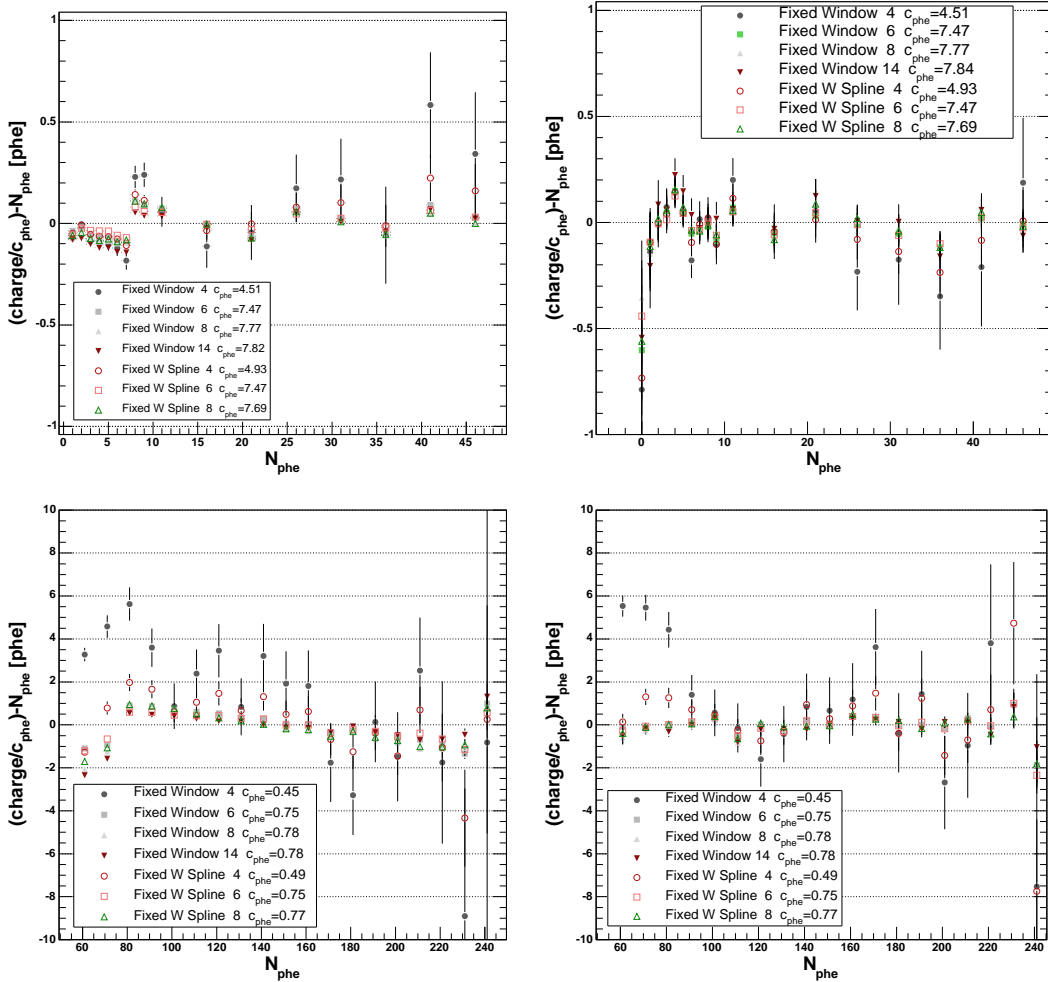 (charge/c_phe)-N_phe [phe]
1
0.5
0
-0.5
-1
0 5 10 15 20 25 30 35 40 45
N_phe
Fixed Window 4 c_phe=4.51
Fixed Window 6 c_phe=7.47
Fixed Window 8 c_phe=7.77
Fixed Window 14 c_phe=7.82
Fixed W Spline 4 c_phe=4.93
Fixed W Spline 6 c_phe=7.47
Fixed W Spline 8 c_phe=7.69
(charge/c_phe)-N_phe [phe]
1
0.5
0
-0.5
-1
0 10 20 30 40
N_phe
Fixed Window 4 c_phe=4.51
Fixed Window 6 c_phe=7.47
Fixed Window 8 c_phe=7.77
Fixed Window 14 c_phe=7.84
Fixed W Spline 4 c_phe=4.93
Fixed W Spline 6 c_phe=7.47
Fixed W Spline 8 c_phe=7.69
(charge/c_phe)-N_phe [phe]
10
8
6
4
2
0
-2
-4
-6
-8
-10
60 80 100 120 140 160 180 200 220 240
N_phe
Fixed Window 4 c_phe=0.45
Fixed Window 6 c_phe=0.75
Fixed Window 8 c_phe=0.78
Fixed Window 14 c_phe=0.78
Fixed W Spline 4 c_phe=0.49
Fixed W Spline 6 c_phe=0.75
Fixed W Spline 8 c_phe=0.77
(charge/c_phe)-N_phe [phe]
10
8
6
4
2
0
-2
-4
-6
-8
-10
60 80 100 120 140 160 180 200 220 240
N_phe
Fixed Window 4 c_phe=0.45
Fixed Window 6 c_phe=0.75
Fixed Window 8 c_phe=0.78
Fixed Window 14 c_phe=0.78
Fixed W Spline 4 c_phe=0.49
Fixed W Spline 6 c_phe=0.75
Fixed W Spline 8 c_phe=0.77